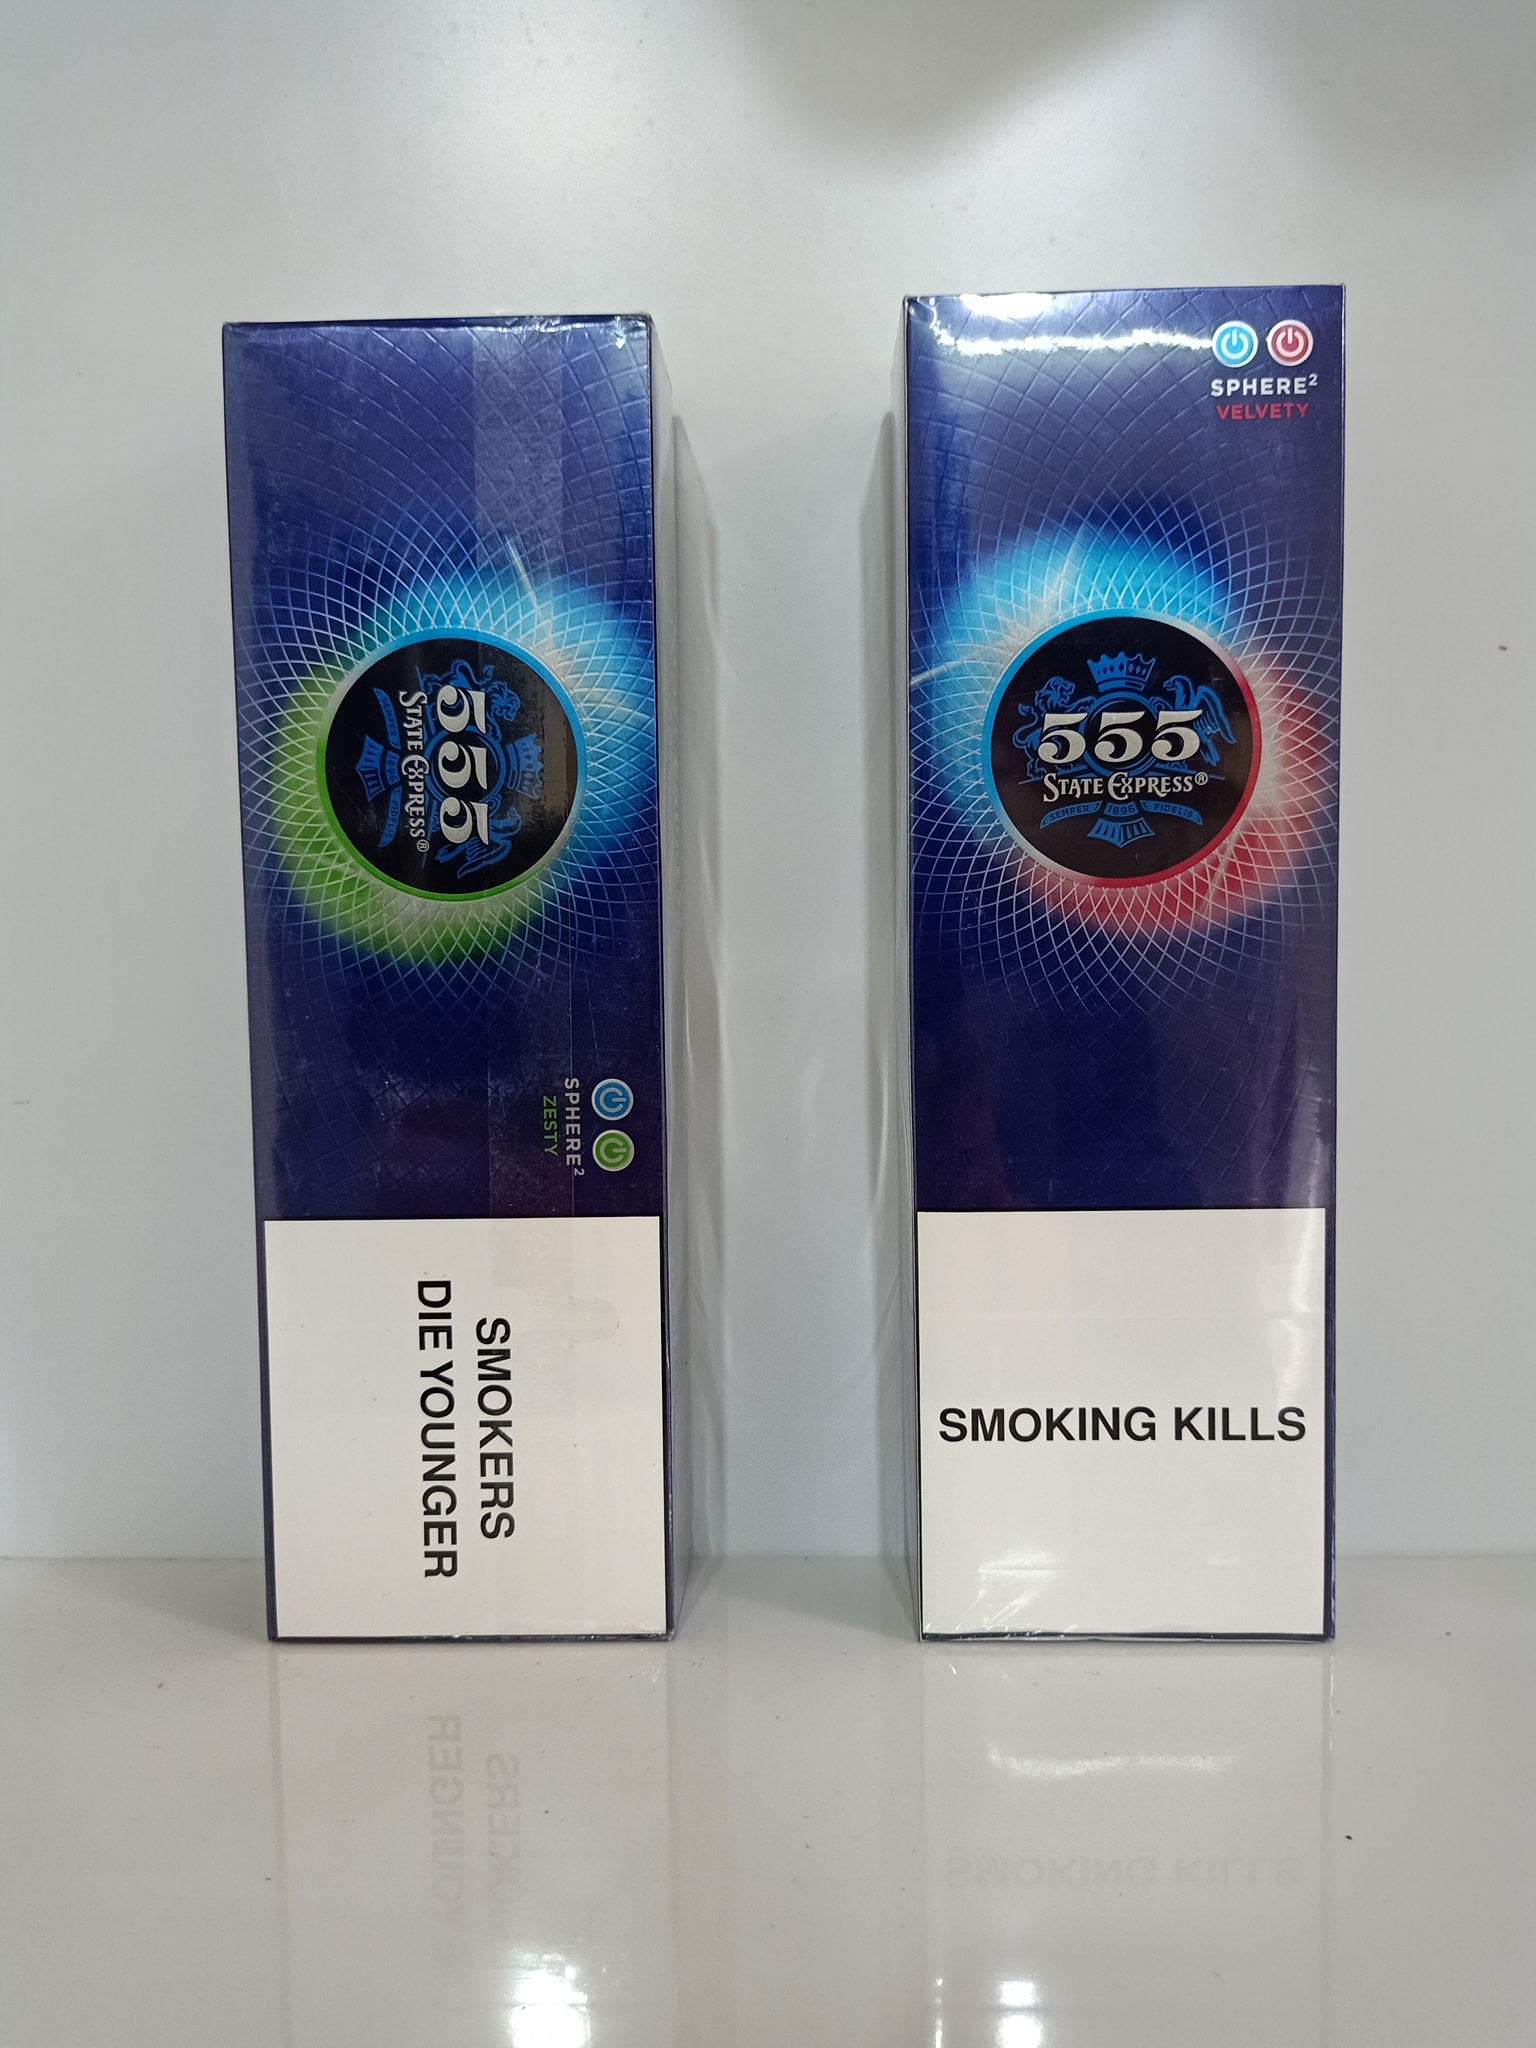 555
STATE EXPRESS®
SPHERE²
ZESTY
SMOKERS
DIE YOUNGER
SPHERE²
VELVETY
555
STATE EXPRESS®
SEMPER 1896 FIDELIS
SMOKING KILLS